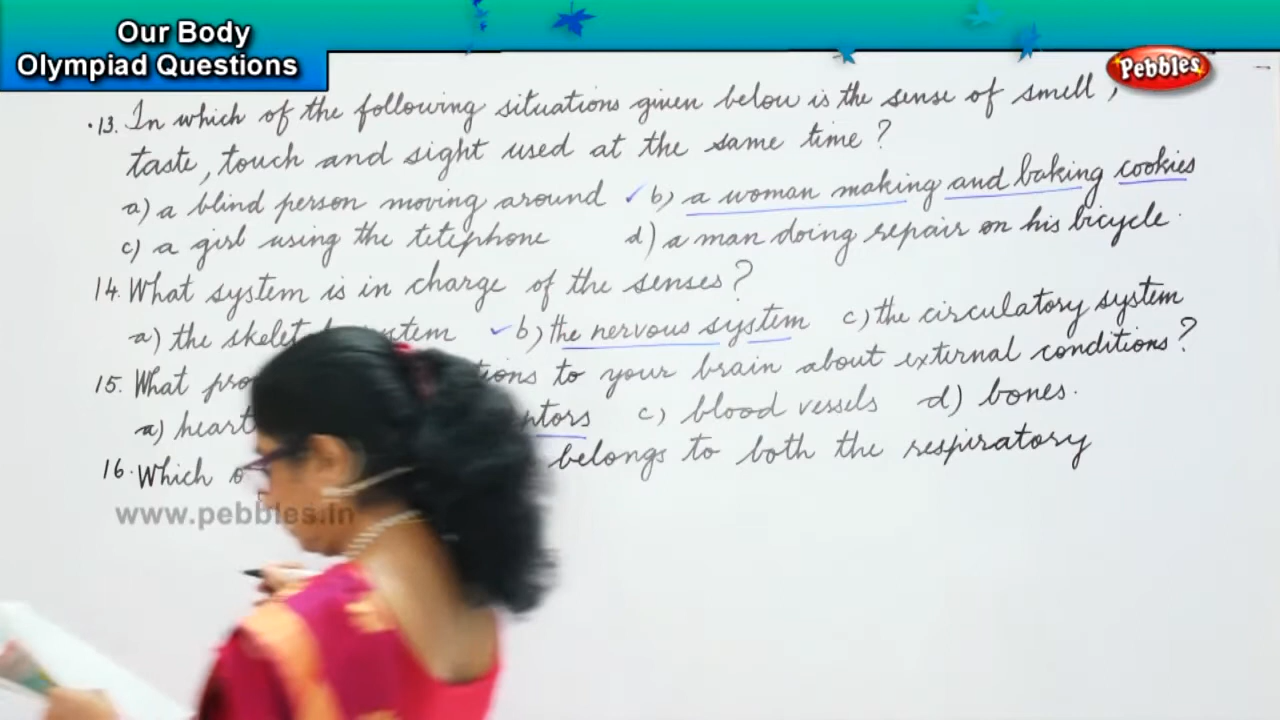 Our Body
Olympiad Questions
Pebbles
13. In which of the following situations given below is the sense of smell,
taste, touch and sight used at the same time?
a) a blind person moving around ✓ b) a woman making and baking cookies
c) a girl using the tetephone d) a man doing repair on his bicycle.
14. What system is in charge of the senses?
a) the ✓ b) the nervous system c) the circulatory system
15. What to your brain about external conditions?
a) heart c) blood vessels d) bones.
16. Which belongs to both the respiratory
www.pebbles.in